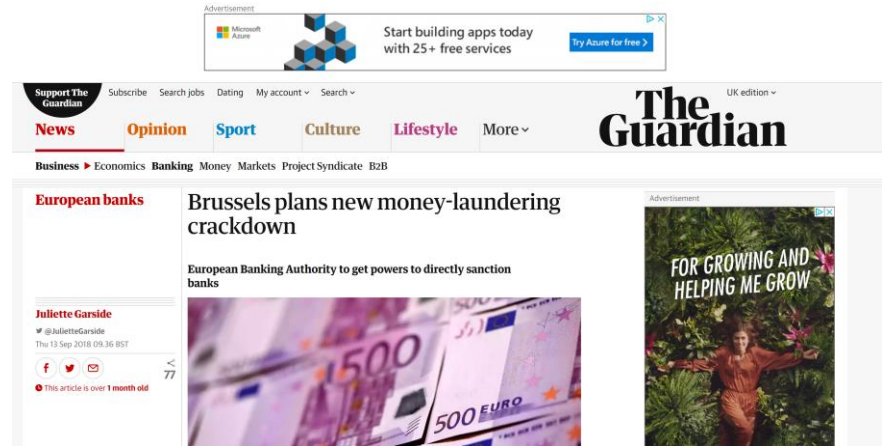 Advertisement
Microsoft
Azure
Start building apps today
with 25+ free services
Try Azure for free
Support The
Guardian
Subscribe Search jobs Dating My account Search
UK edition
The
Guardian
News Opinion Sport Culture Lifestyle More
Business Economics Banking Money Markets Project Syndicate B2B
European banks
Brussels plans new money-laundering
crackdown
European Banking Authority to get powers to directly sanction
banks
Juliette Garside
@JulietteGarside
Thu 13 Sep 2018 09.36 BST
77
This article is over 1 month old
500
500 EURO
Advertisement
FOR GROWING AND
HELPING ME GROW